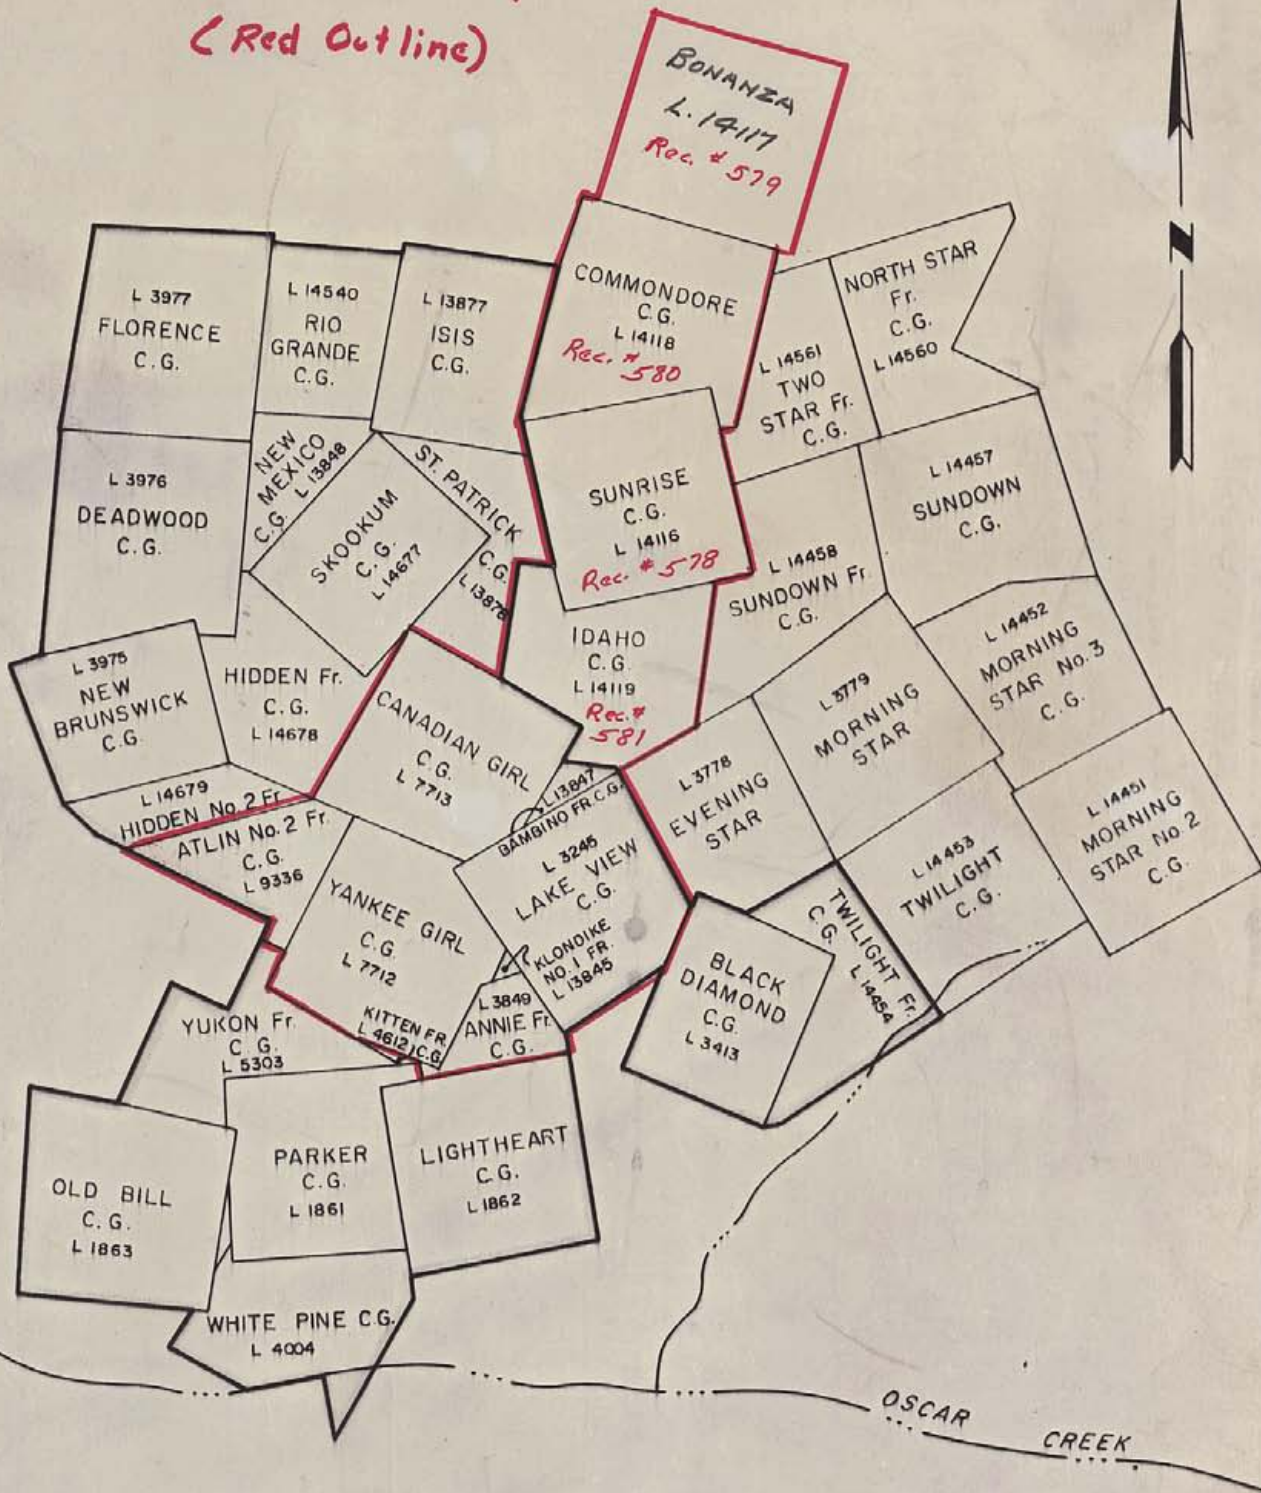 (Red Outline)
BONANZA
L. 14117
Rec. # 579
COMMONDORE
C.G.
L 14118
Rec. #
580
NORTH STAR
Fr.
C.G.
L 14560
L 3977
FLORENCE
C.G.
L 14540
RIO
GRANDE
C.G.
L 13877
ISIS
C.G.
L 14561
TWO
STAR Fr.
C.G.
L 3976
DEADWOOD
C.G.
NEW
MEXICO
L 13848
C.G.
SKOOKUM
C.G.
L 14677
ST. PATRICK
C.G.
L 13876
SUNRISE
C.G.
L 14116
Rec. # 578
L 14457
SUNDOWN
C.G.
L 14458
SUNDOWN Fr.
C.G.
L 3975
NEW
BRUNSWICK
C.G.
HIDDEN Fr.
C.G.
L 14678
IDAHO
C.G.
L 14119
Rec. #
581
L 14452
MORNING
STAR No. 3
C.G.
L 3779
MORNING
STAR
CANADIAN GIRL
C.G.
L 7713
L 14679
HIDDEN No. 2 Fr.
ATLIN No. 2 Fr.
C.G.
L 9336
L 13847
BAMBINO FR. C.G.
L 3778
EVENING
STAR
L 14451
MORNING
STAR No. 2
C.G.
L 3245
LAKE VIEW
C.G.
L 14453
TWILIGHT
C.G.
YANKEE GIRL
C.G.
L 7712
KLONDIKE
NO. 1 FR.
L 13845
TWILIGHT Fr.
C.G.
L 14454
BLACK
DIAMOND
C.G.
L 3413
KITTEN FR.
L 4612 C.G.
L 3849
ANNIE Fr.
C.G.
YUKON Fr.
C G.
L 5303
PARKER
C.G.
L 1861
LIGHTHEART
C.G.
L 1862
OLD BILL
C.G.
L 1863
WHITE PINE C.G.
L 4004
OSCAR CREEK
N